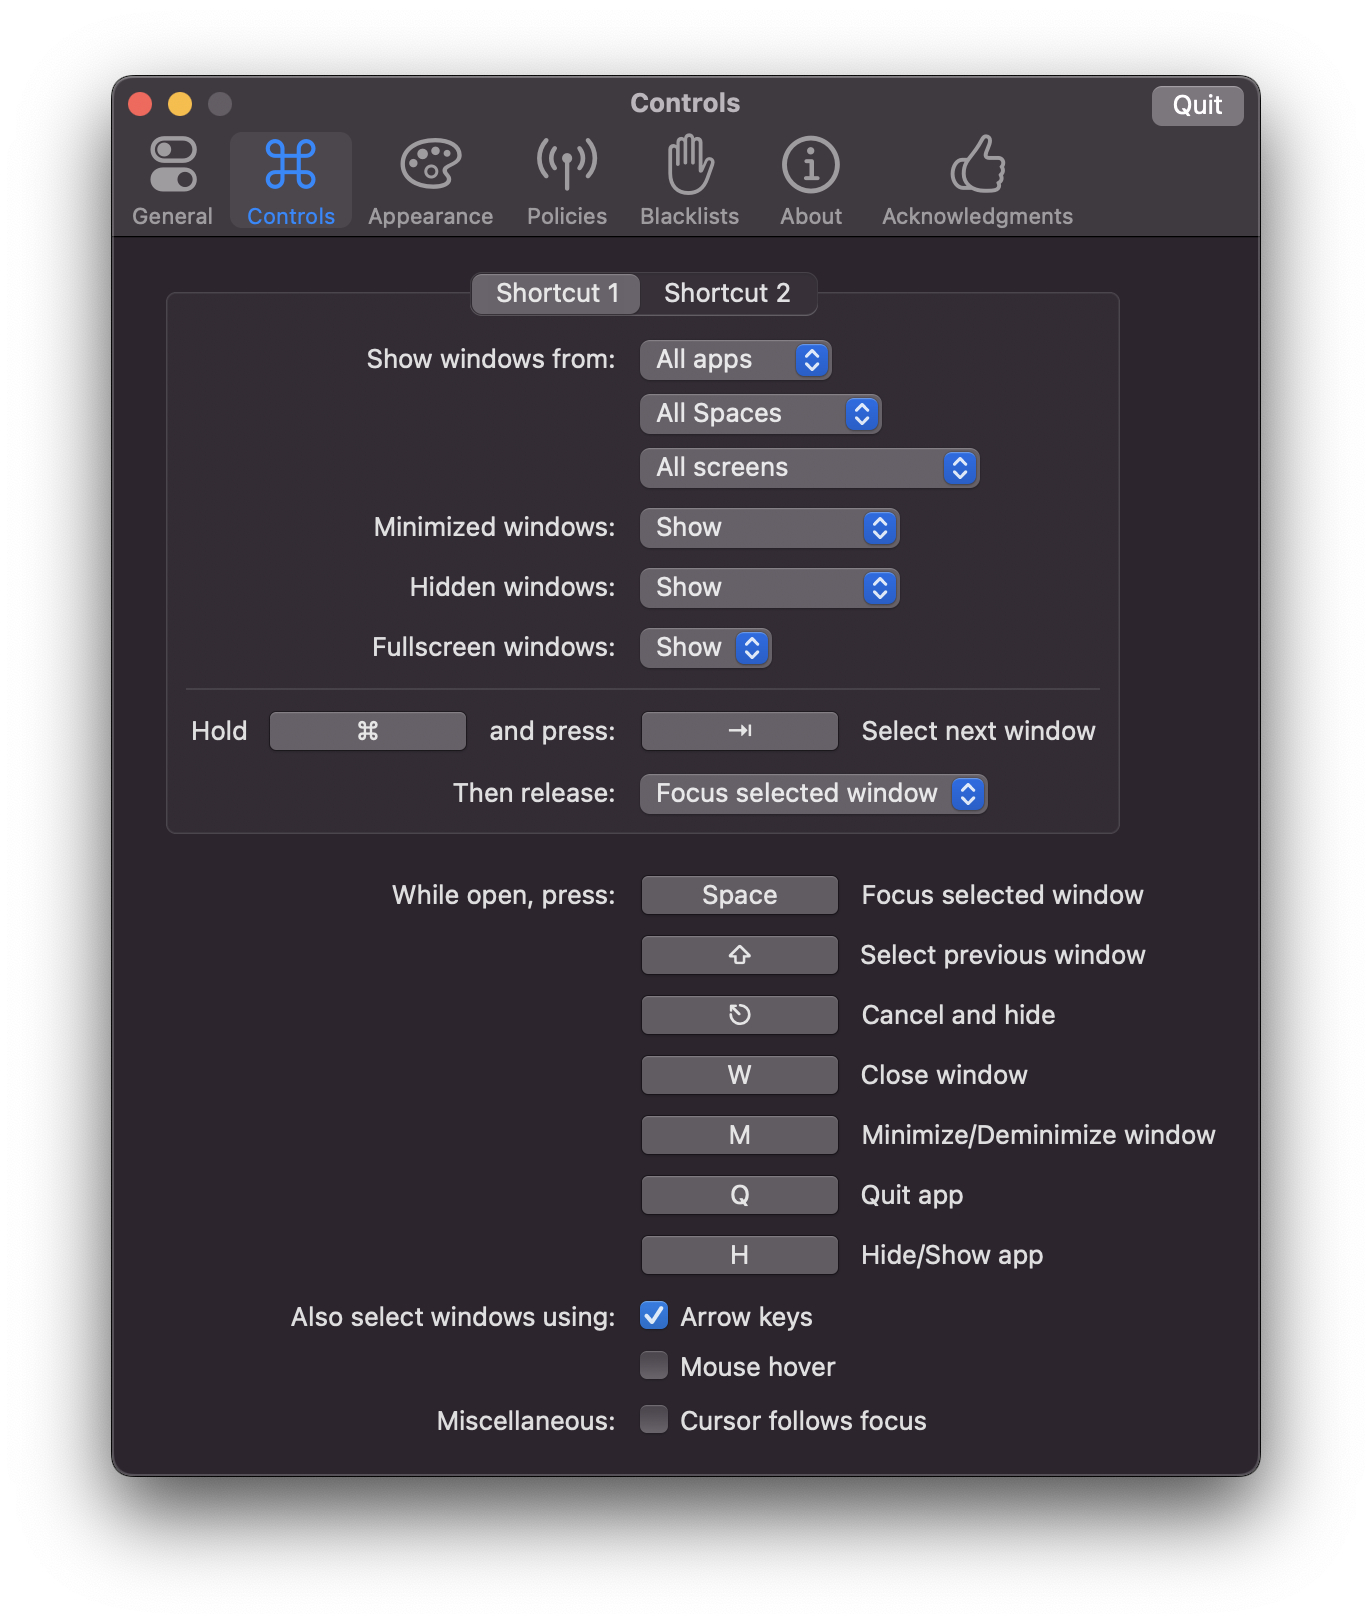 Controls
Quit
General Controls Appearance Policies Blacklists About Acknowledgments
Shortcut 1 Shortcut 2
Show windows from: All apps
All Spaces
All screens
Minimized windows: Show
Hidden windows: Show
Fullscreen windows: Show
Hold ⌘ and press: ⇥ Select next window
Then release: Focus selected window
While open, press: Space Focus selected window
⇧ Select previous window
⎋ Cancel and hide
W Close window
M Minimize/Deminimize window
Q Quit app
H Hide/Show app
Also select windows using: Arrow keys
Mouse hover
Miscellaneous: Cursor follows focus